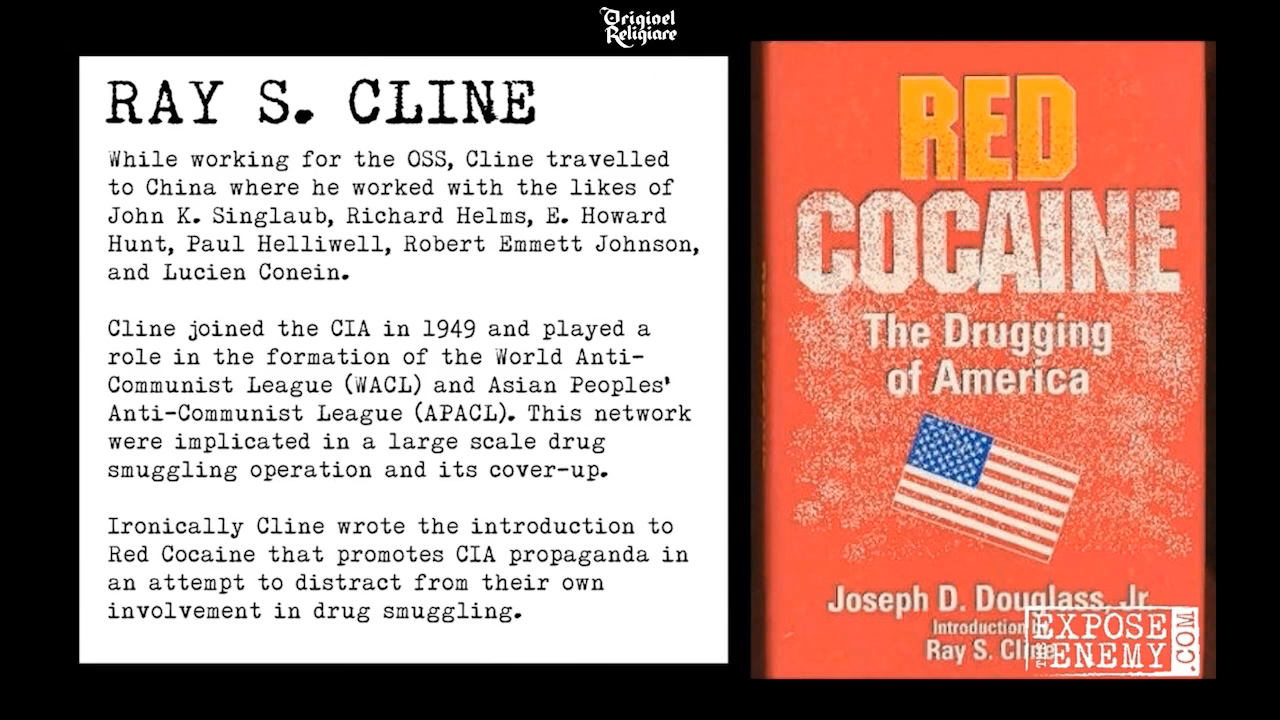 Originel
Religiare
RAY S. CLINE
While working for the OSS, Cline travelled
to China where he worked with the likes of
John K. Singlaub, Richard Helms, E. Howard
Hunt, Paul Helliwell, Robert Emmett Johnson,
and Lucien Conein.
Cline joined the CIA in 1949 and played a
role in the formation of the World Anti-
Communist League (WACL) and Asian Peoples'
Anti-Communist League (APACL). This network
were implicated in a large scale drug
smuggling operation and its cover-up.
Ironically Cline wrote the introduction to
Red Cocaine that promotes CIA propaganda in
an attempt to distract from their own
involvement in drug smuggling.
RED
COCAINE
The Drugging
of America
Joseph D. Douglass, Jr.
Introduction
Ray S. Cline
EXPOSE
THE ENEMY
.COM